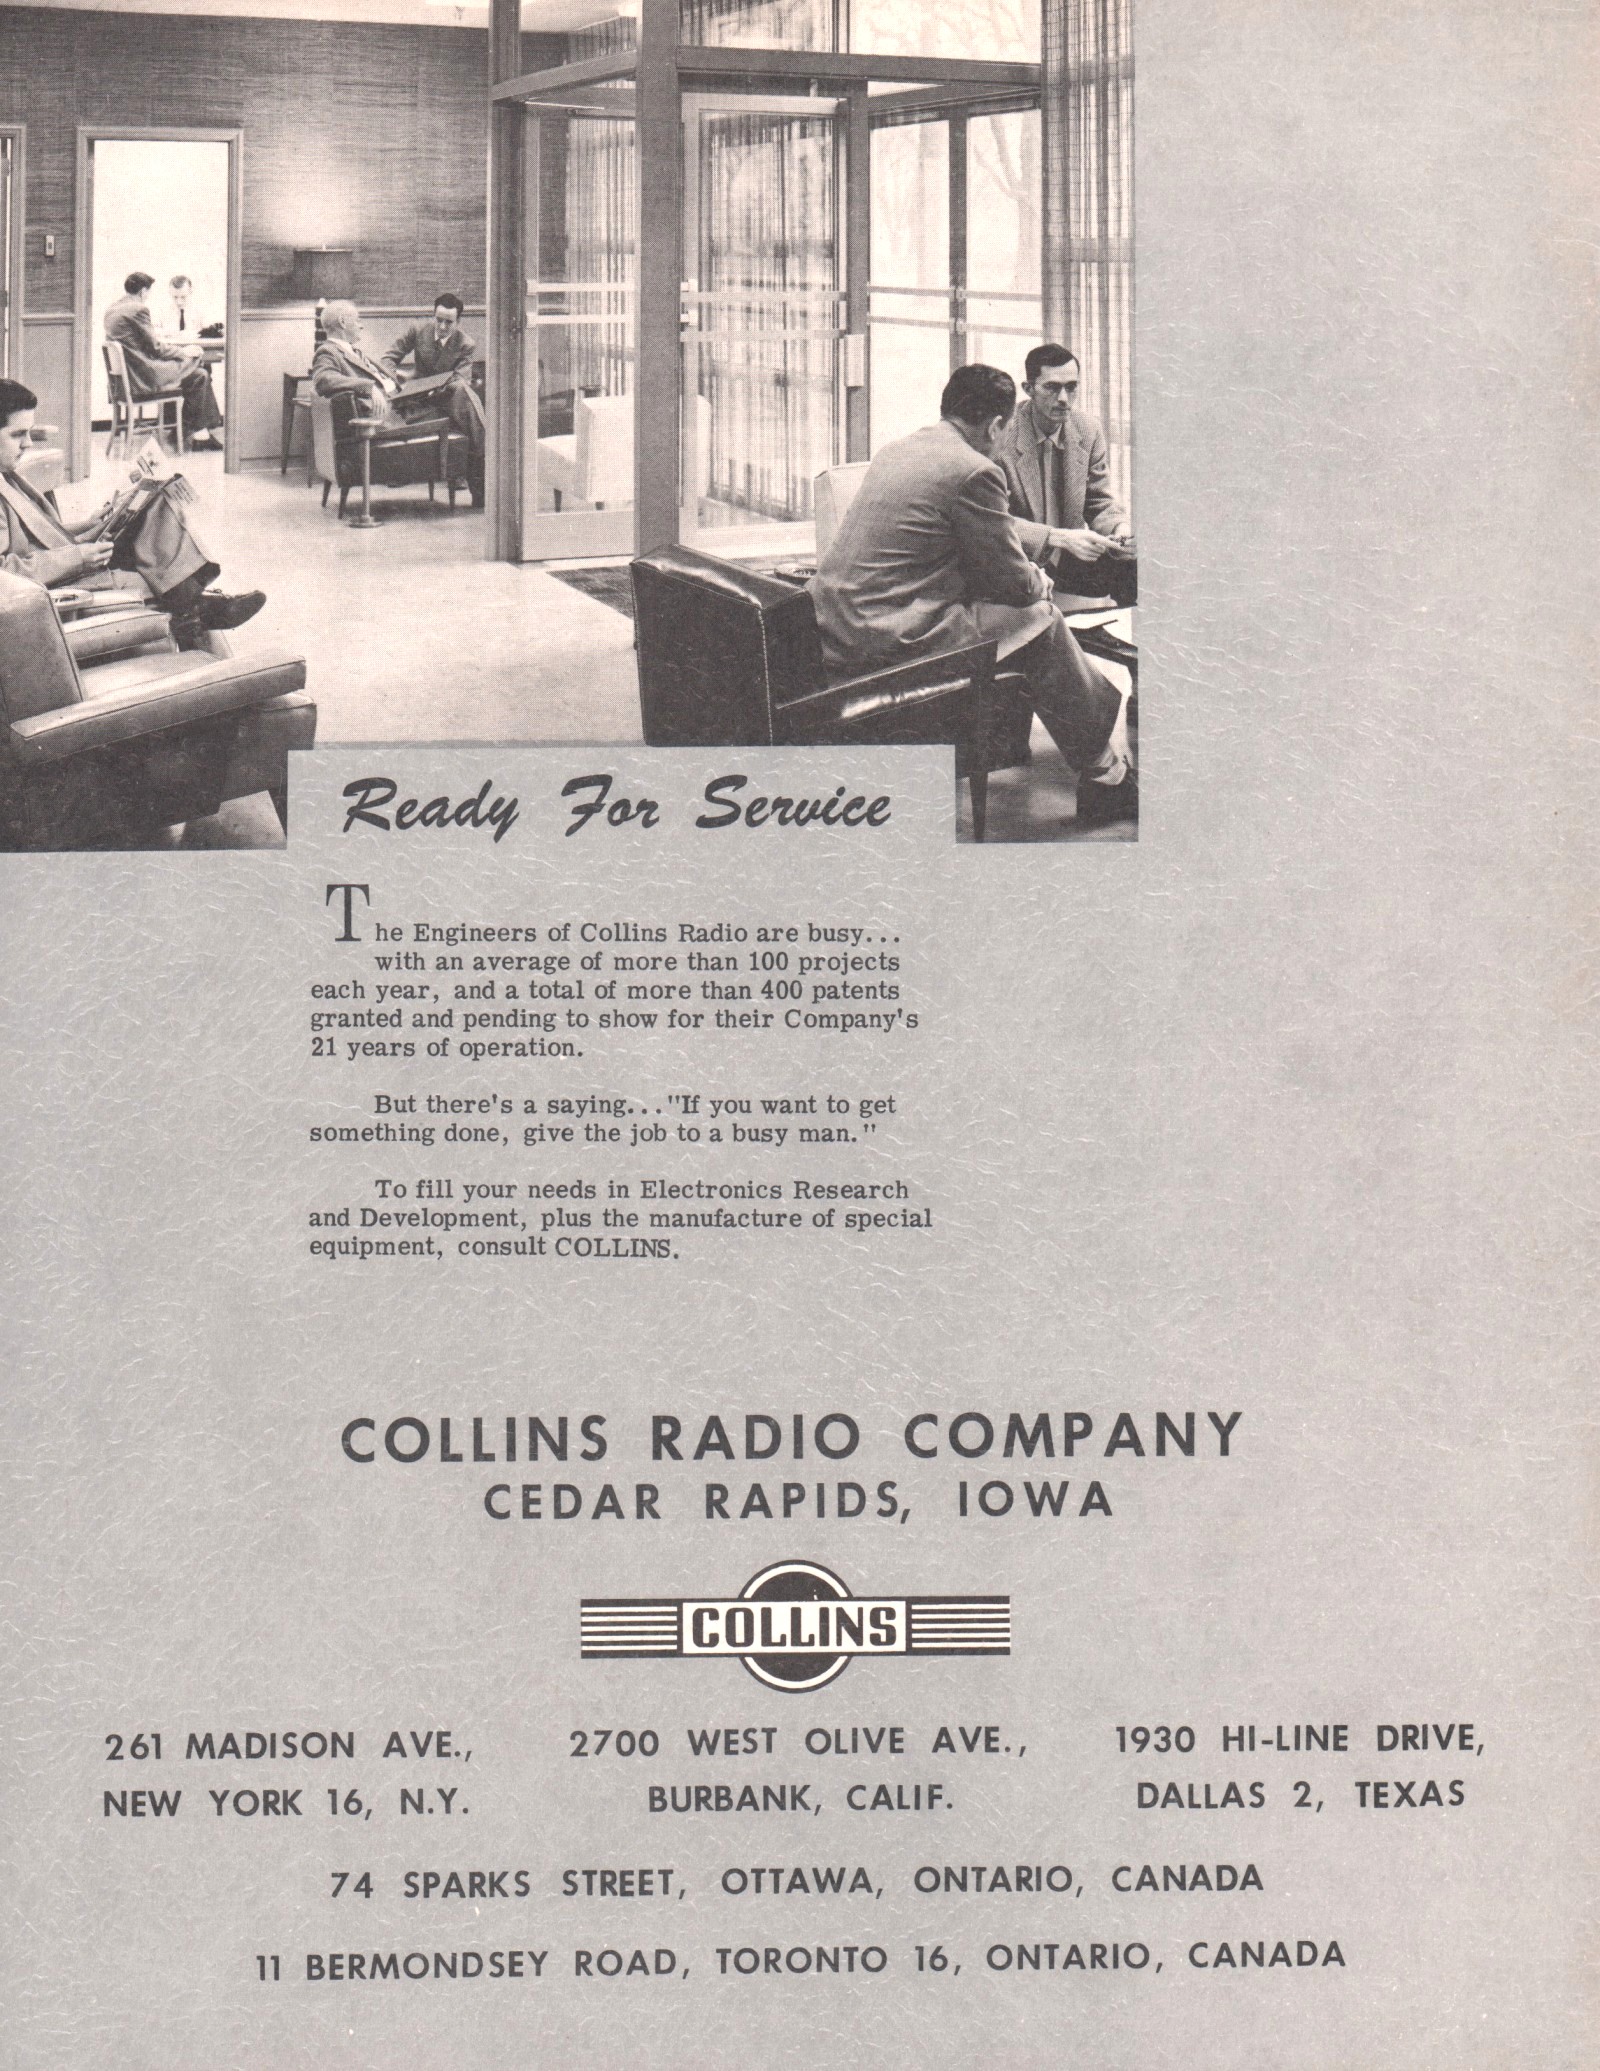 Ready For Service
The Engineers of Collins Radio are busy...
with an average of more than 100 projects
each year, and a total of more than 400 patents
granted and pending to show for their Company's
21 years of operation.
But there's a saying..."If you want to get
something done, give the job to a busy man."
To fill your needs in Electronics Research
and Development, plus the manufacture of special
equipment, consult COLLINS.
COLLINS RADIO COMPANY
CEDAR RAPIDS, IOWA
COLLINS
261 MADISON AVE.,
NEW YORK 16, N.Y.
2700 WEST OLIVE AVE.,
BURBANK, CALIF.
1930 HI-LINE DRIVE,
DALLAS 2, TEXAS
74 SPARKS STREET, OTTAWA, ONTARIO, CANADA
11 BERMONDSEY ROAD, TORONTO 16, ONTARIO, CANADA